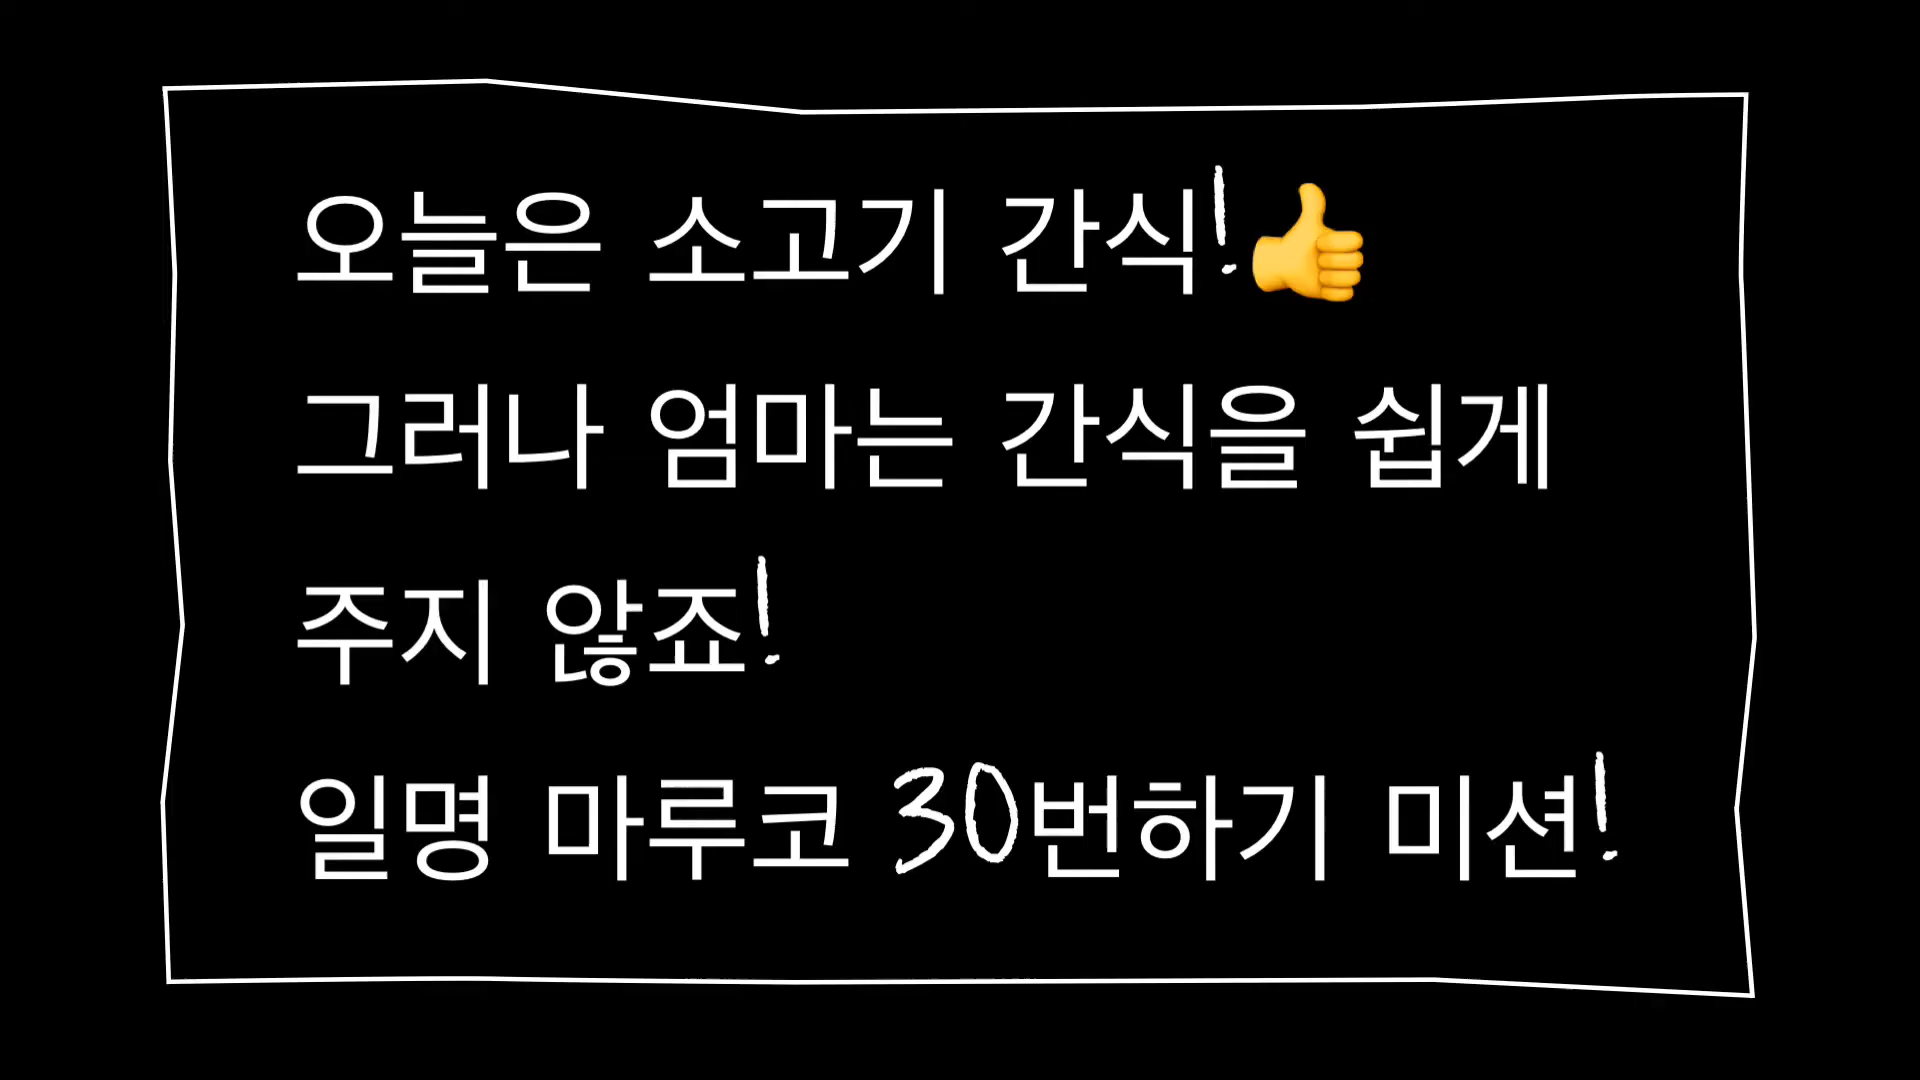 오늘은 소고기 간식!👍
그러나 엄마는 간식을 쉽게
주지 않죠!
일명 마루코 30번하기 미션!